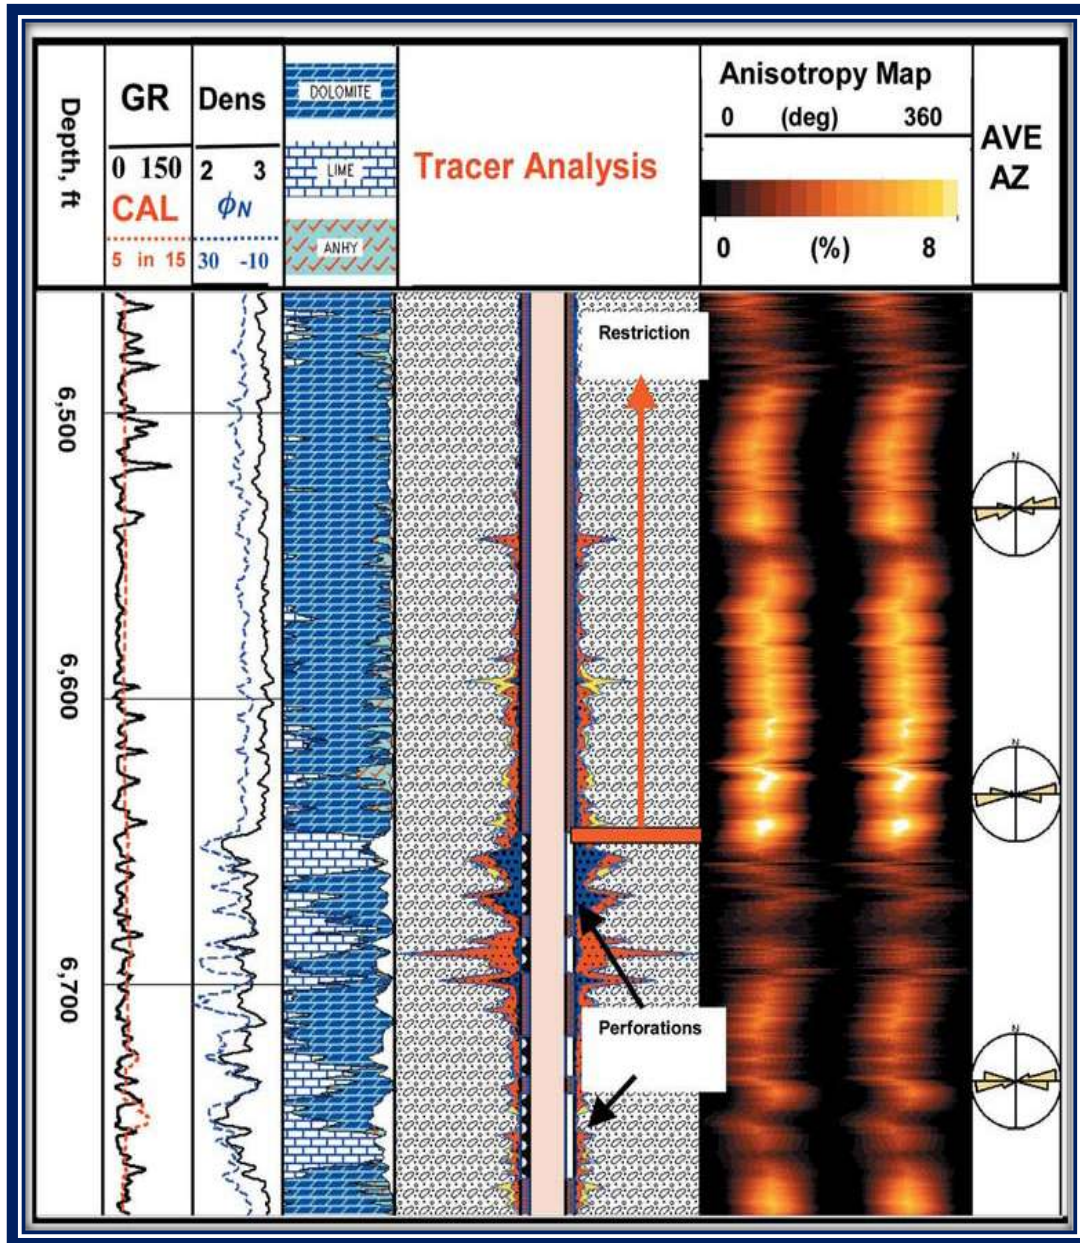 Depth, ft
GR
0 150
CAL
5 in 15
Dens
2 3
ϕN
30 -10
DOLOMITE
LIME
ANHY
Tracer Analysis
Anisotropy Map
0 (deg) 360
0 (%) 8
AVE
AZ
Restriction
6,500
N
6,600
N
6,700
Perforations
N